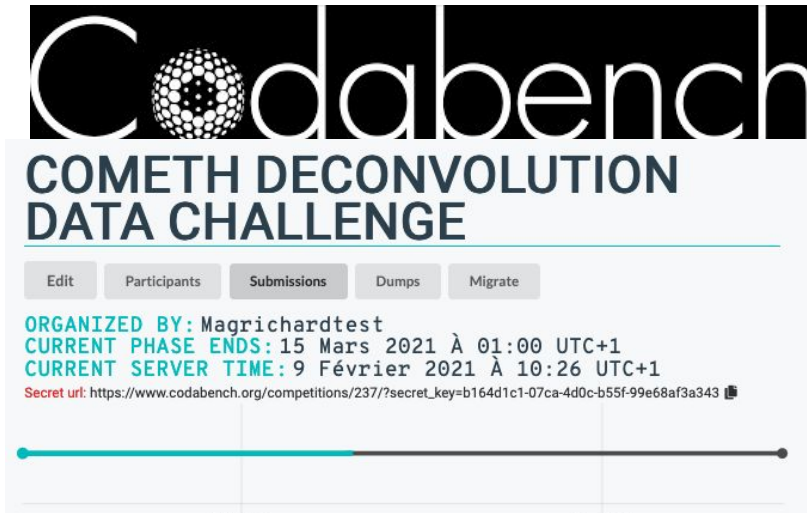 Codabench
COMETH DECONVOLUTION
DATA CHALLENGE
Edit Participants Submissions Dumps Migrate
ORGANIZED BY: Magrichardtest
CURRENT PHASE ENDS: 15 Mars 2021 À 01:00 UTC+1
CURRENT SERVER TIME: 9 Février 2021 À 10:26 UTC+1
Secret url: https://www.codabench.org/competitions/237/?secret_key=b164d1c1-07ca-4d0c-b55f-99e68af3a343